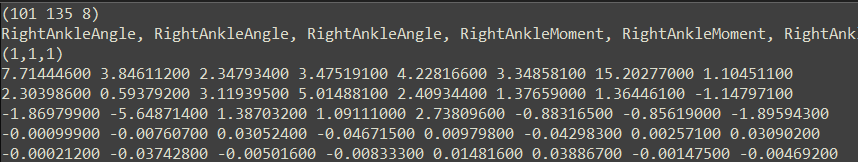 (101 135 8)
RightAnkleAngle, RightAnkleAngle, RightAnkleAngle, RightAnkleMoment, RightAnkleMoment, RightAnk
(1,1,1)
7.71444600 3.84611200 2.34793400 3.47519100 4.22816600 3.34858100 15.20277000 1.10451100
2.30398600 0.59379200 3.11939500 5.01488100 2.40934400 1.37659000 1.36446100 -1.14797100
-1.86979900 -5.64871400 1.38703200 1.09111000 2.73809600 -0.88316500 -0.85619000 -1.89594300
-0.00099900 -0.00760700 0.03052400 -0.04671500 0.00979800 -0.04298300 0.00257100 0.03090200
-0.00021200 -0.03742800 -0.00501600 -0.00833300 0.01481600 0.03886700 -0.00147500 -0.00469200